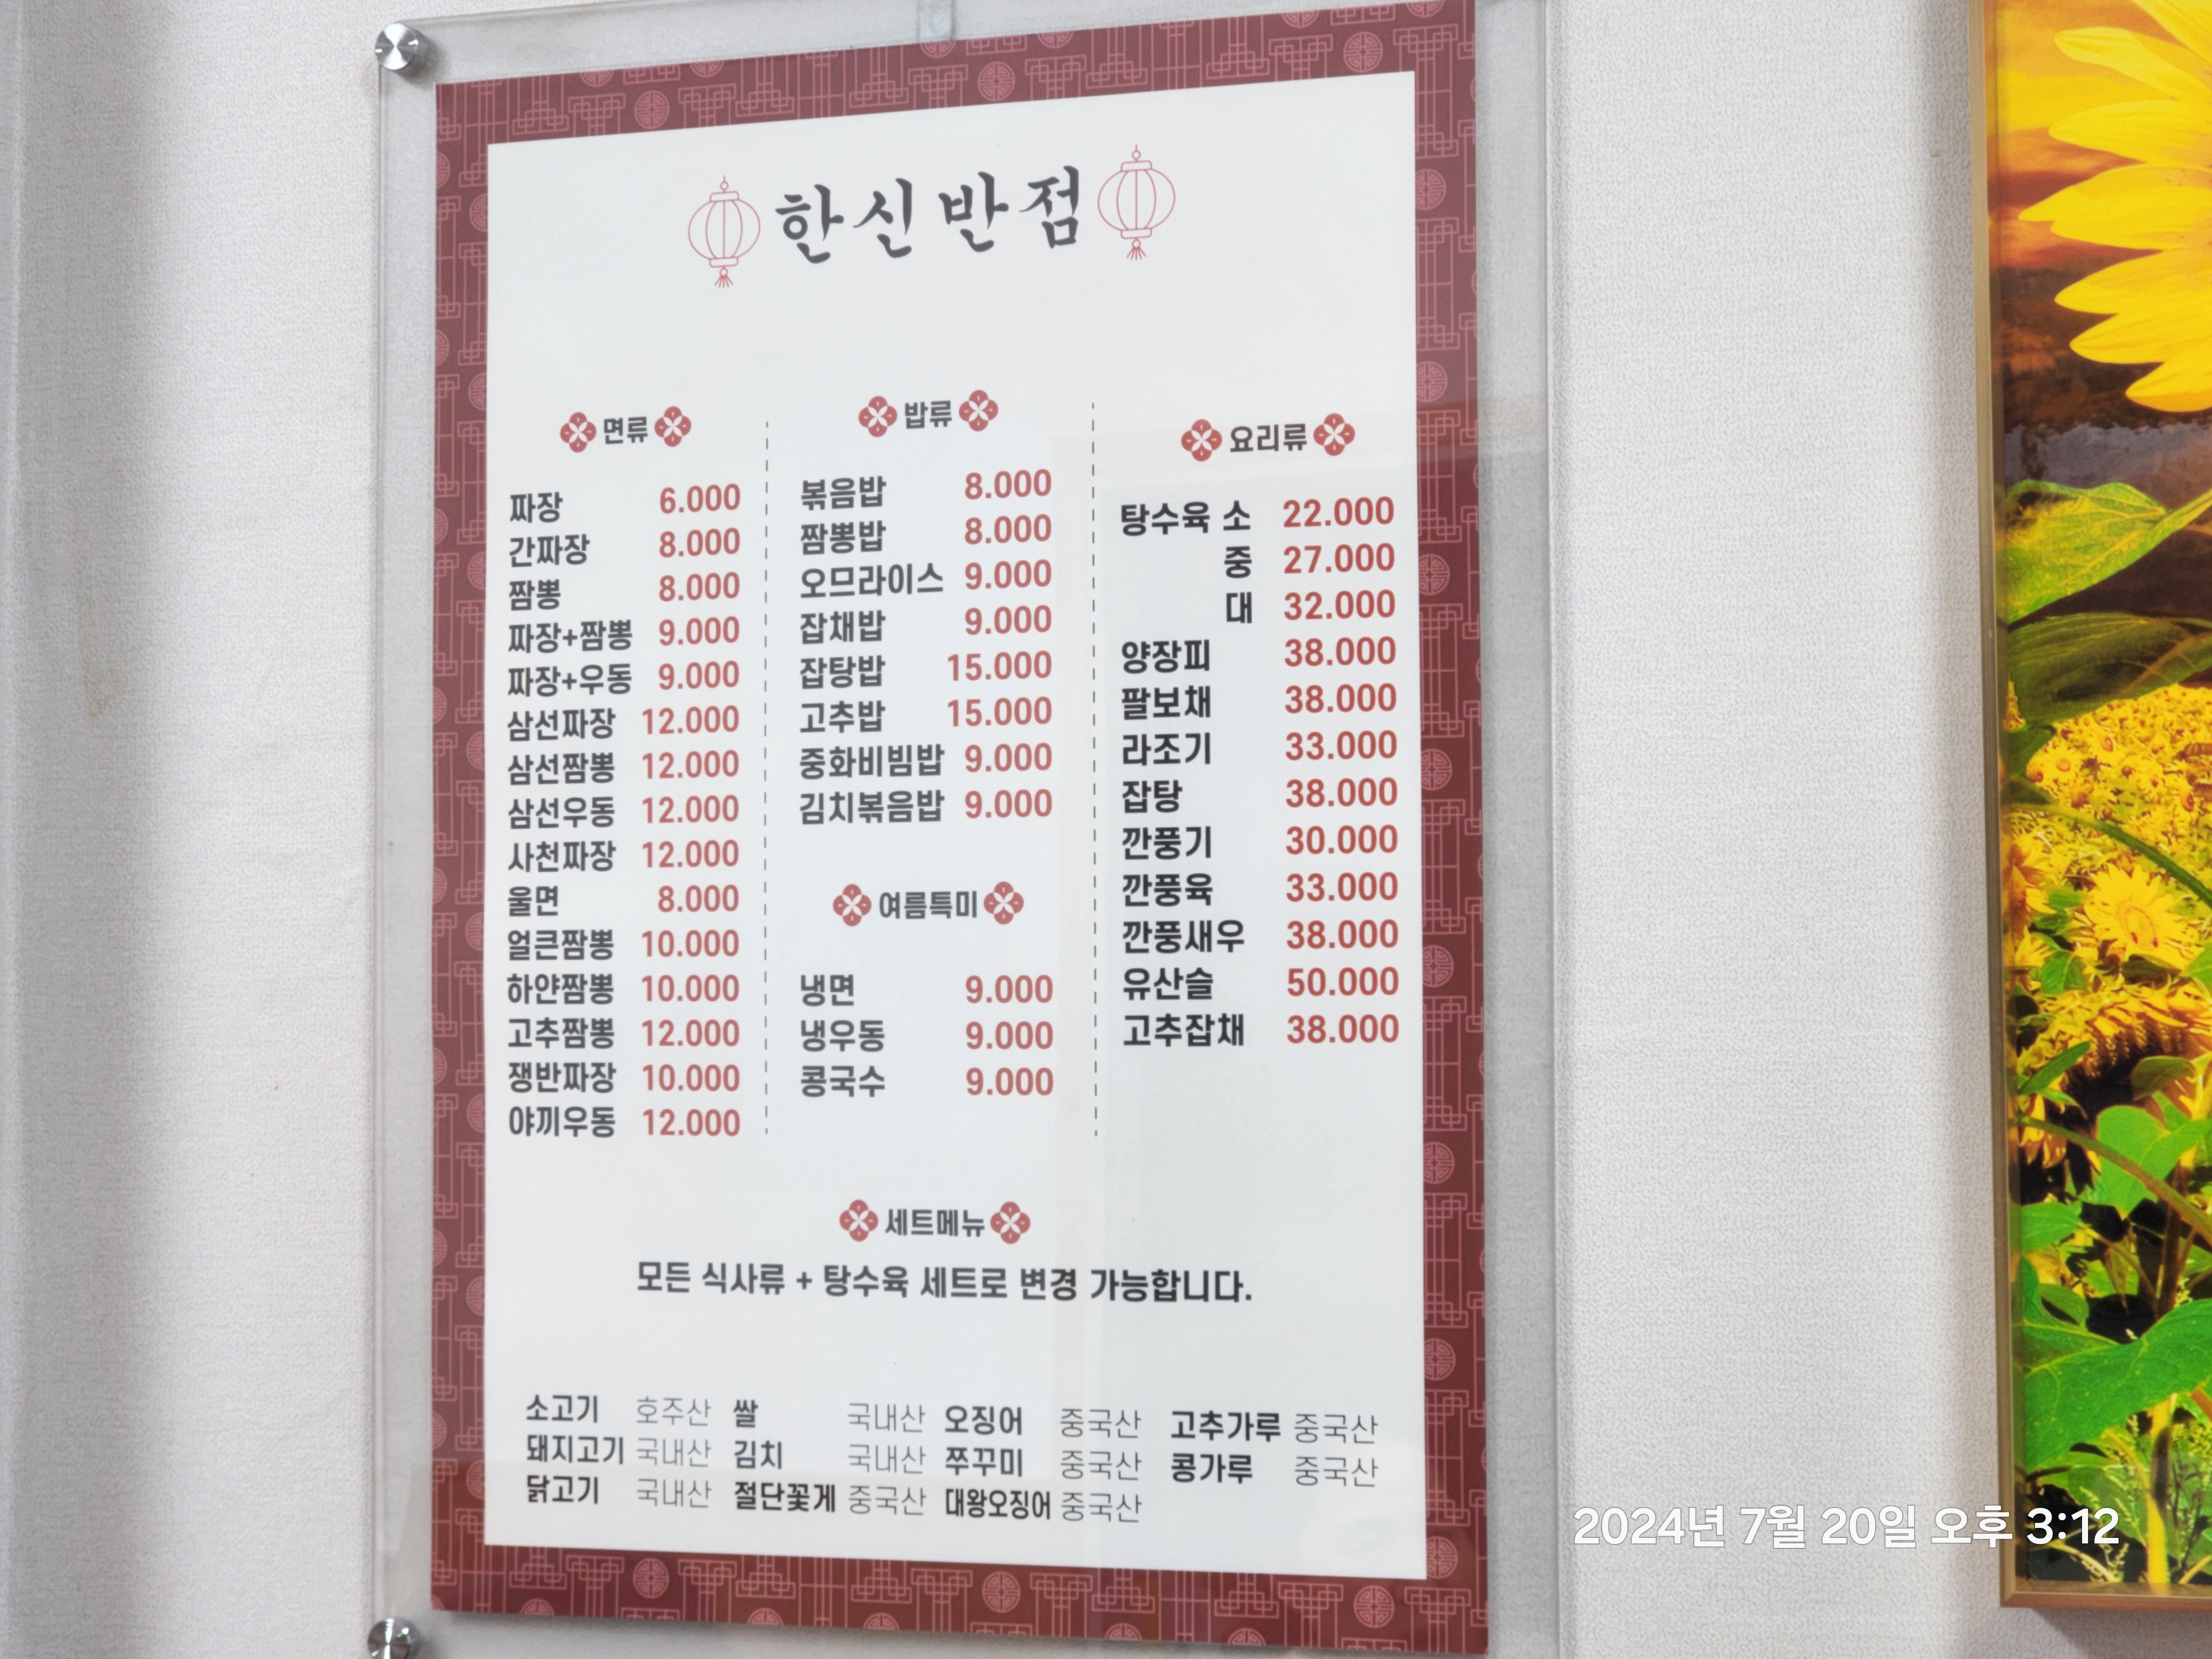 한신반점
면류
짜장 6.000
간짜장 8.000
짬뽕 8.000
짜장+짬뽕 9.000
짜장+우동 9.000
삼선짜장 12.000
삼선짬뽕 12.000
삼선우동 12.000
사천짜장 12.000
울면 8.000
얼큰짬뽕 10.000
하얀짬뽕 10.000
고추짬뽕 12.000
쟁반짜장 10.000
야끼우동 12.000
밥류
볶음밥 8.000
짬뽕밥 8.000
오므라이스 9.000
잡채밥 9.000
잡탕밥 15.000
고추밥 15.000
중화비빔밥 9.000
김치볶음밥 9.000
여름특미
냉면 9.000
냉우동 9.000
콩국수 9.000
요리류
탕수육 소 22.000
중 27.000
대 32.000
양장피 38.000
팔보채 38.000
라조기 33.000
잡탕 38.000
깐풍기 30.000
깐풍육 33.000
깐풍새우 38.000
유산슬 50.000
고추잡채 38.000
세트메뉴
모든 식사류 + 탕수육 세트로 변경 가능합니다.
소고기 호주산 쌀 국내산 오징어 중국산 고추가루 중국산
돼지고기 국내산 김치 국내산 쭈꾸미 중국산 콩가루 중국산
닭고기 국내산 절단꽃게 중국산 대왕오징어 중국산
2024년 7월 20일 오후 3:12